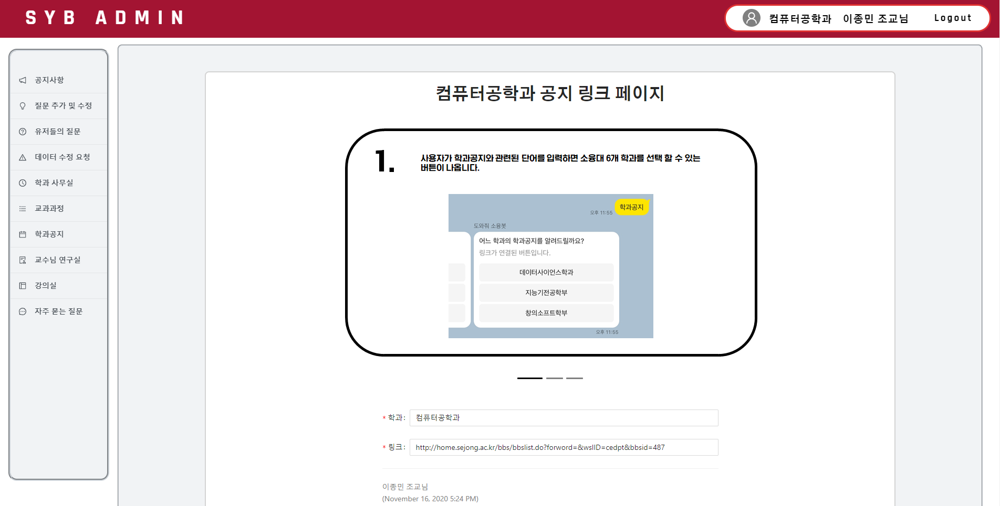 SYB ADMIN
컴퓨터공학과 이종민 조교님 Logout
공지사항
질문 추가 및 수정
유저들의 질문
데이터 수정 요청
학과 사무실
교과과정
학과공지
교수님 연구실
강의실
자주 묻는 질문
컴퓨터공학과 공지 링크 페이지
1.
사용자가 학과공지와 관련된 단어를 입력하면 소융대 6개 학과를 선택 할 수 있는
버튼이 나옵니다.
학과공지
오후 11:55
도와줘 소융봇
어느 학과의 학과공지를 알려드릴까요?
링크가 연결된 버튼입니다.
데이터사이언스학과
지능기전공학부
창의소프트학부
오후 11:55
* 학과: 컴퓨터공학과
* 링크: http://home.sejong.ac.kr/bbs/bbslist.do?forword=&wslID=cedpt&bbsid=487
이종민 조교님
(November 16, 2020 5:24 PM)